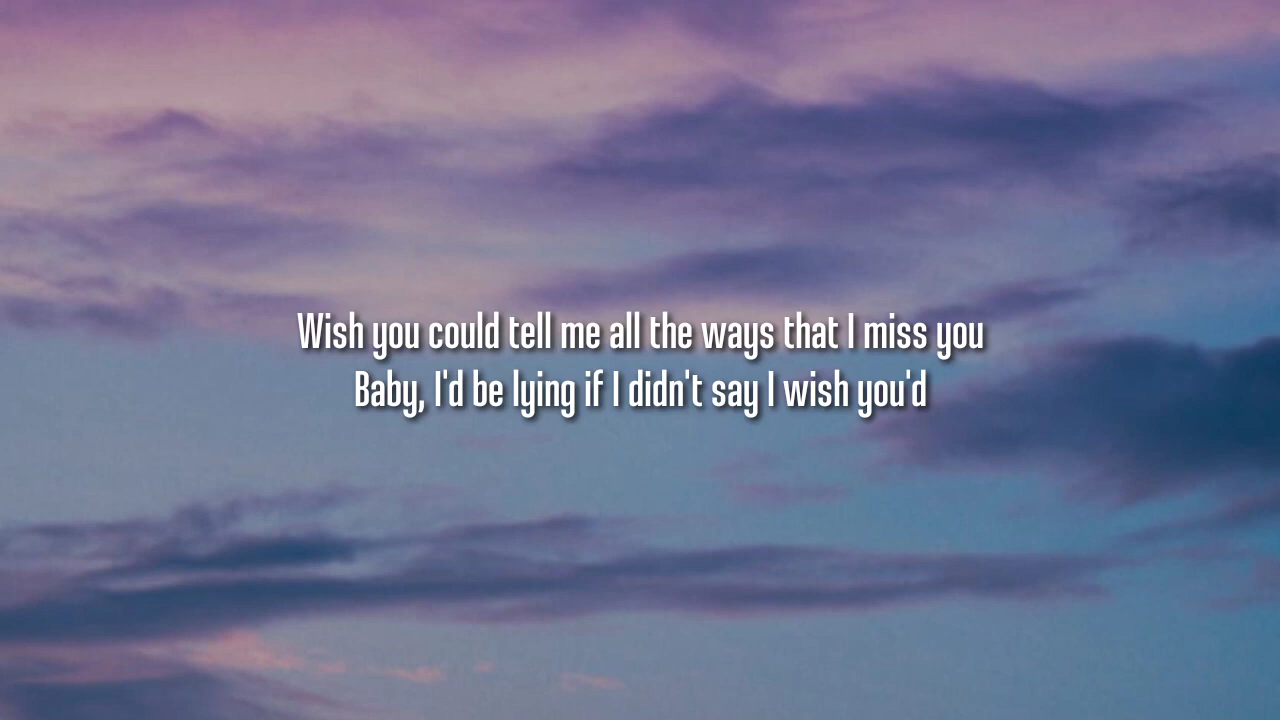 Wish you could tell me all the ways that I miss you
Baby, I'd be lying if I didn't say I wish you'd